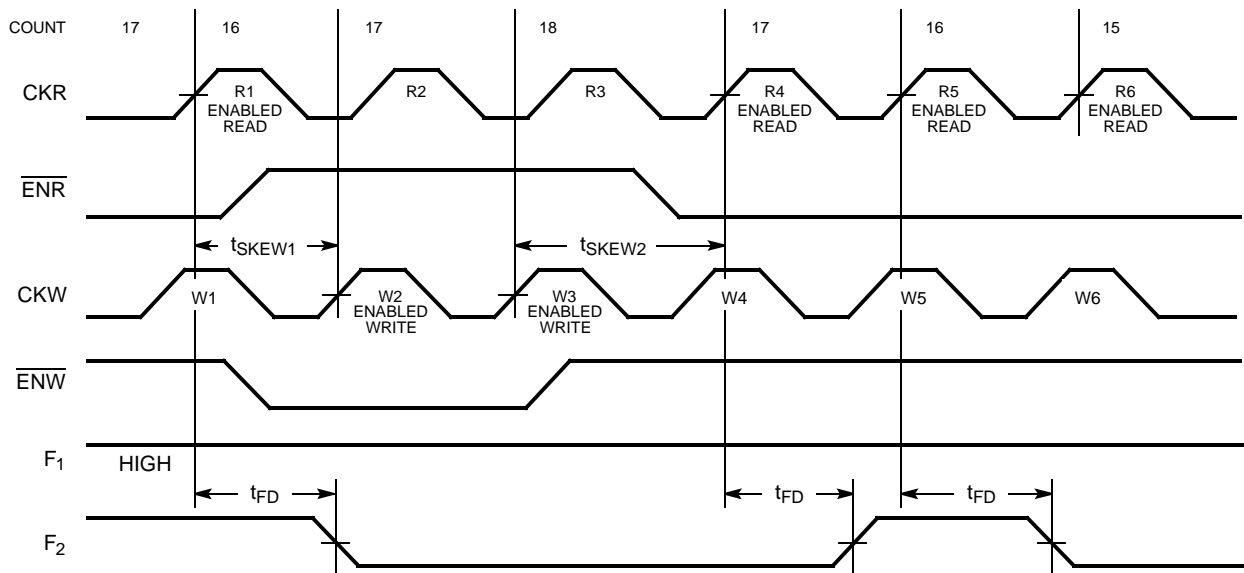 COUNT 17 16 17 18 17 16 15
CKR
R1 ENABLED READ
R2
R3
R4 ENABLED READ
R5 ENABLED READ
R6 ENABLED READ
ENR
tSKEW1 tSKEW2
CKW
W1
W2 ENABLED WRITE
W3 ENABLED WRITE
W4
W5
W6
ENW
F1 HIGH
tFD tFD tFD
F2